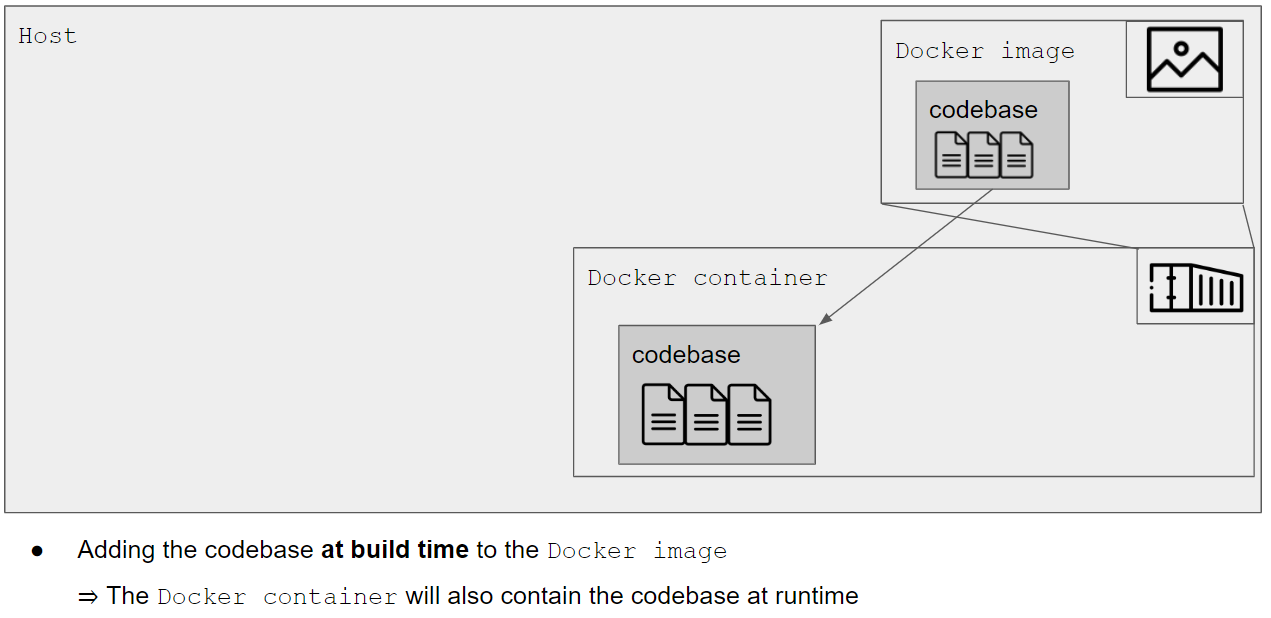 Host
Docker image
codebase
Docker container
codebase
● Adding the codebase at build time to the Docker image
⇒ The Docker container will also contain the codebase at runtime